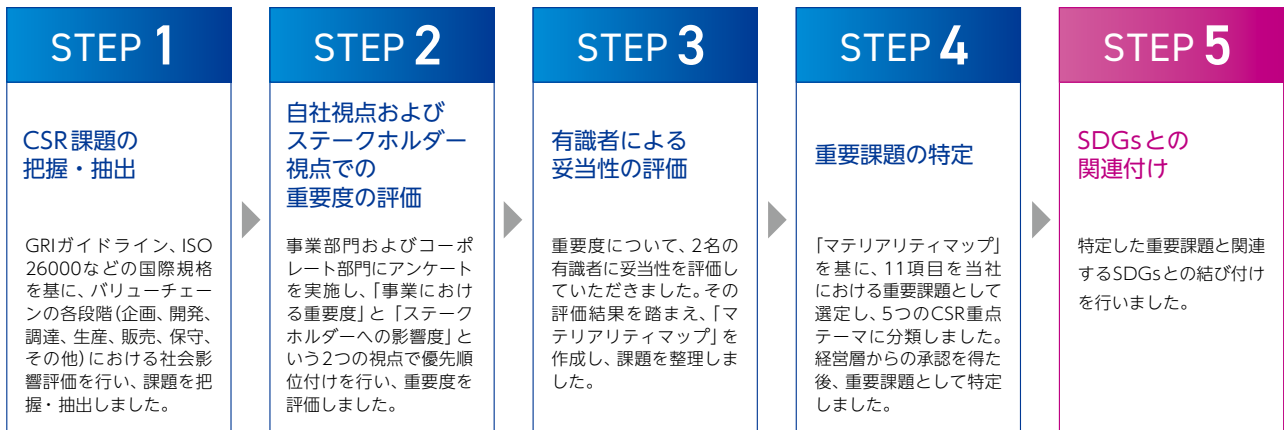 STEP 1
CSR課題の
把握・抽出
GRIガイドライン、ISO
26000などの国際規格
を基に、バリューチェー
ンの各段階(企画、開発、
調達、生産、販売、保守、
その他)における社会影
響評価を行い、課題を把
握・抽出しました。
STEP 2
自社視点および
ステークホルダー
視点での
重要度の評価
事業部門およびコーポ
レート部門にアンケート
を実施し、「事業におけ
る重要度」と「ステーク
ホルダーへの影響度」と
いう2つの視点で優先順
位付けを行い、重要度を
評価しました。
STEP 3
有識者による
妥当性の評価
重要度について、2名の
有識者に妥当性を評価し
ていただきました。その
評価結果を踏まえ、「マ
テリアリティマップ」を
作成し、課題を整理しま
した。
STEP 4
重要課題の特定
「マテリアリティマップ」
を基に、11項目を当社
における重要課題として
選定し、5つのCSR重点
テーマに分類しました。
経営層からの承認を得た
後、重要課題として特定
しました。
STEP 5
SDGsとの
関連付け
特定した重要課題と関連
するSDGsとの結び付け
を行いました。